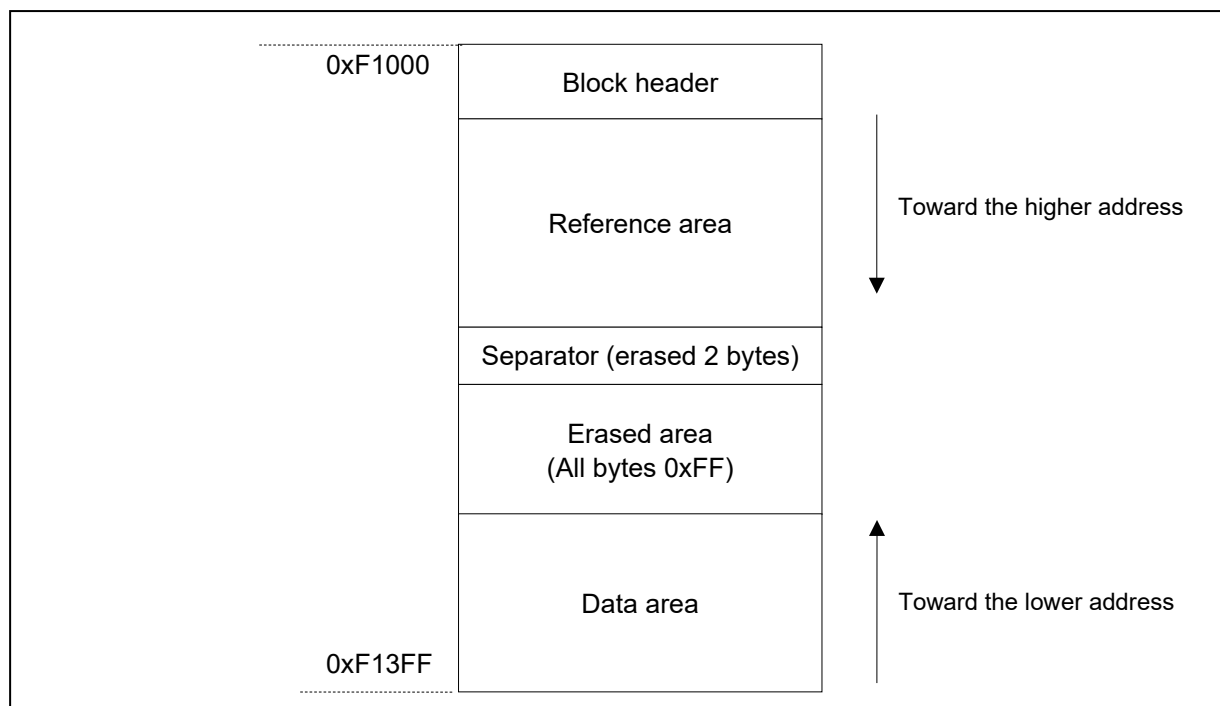 0xF1000
Block header
Reference area
Toward the higher address
Separator (erased 2 bytes)
Erased area
(All bytes 0xFF)
Data area
Toward the lower address
0xF13FF